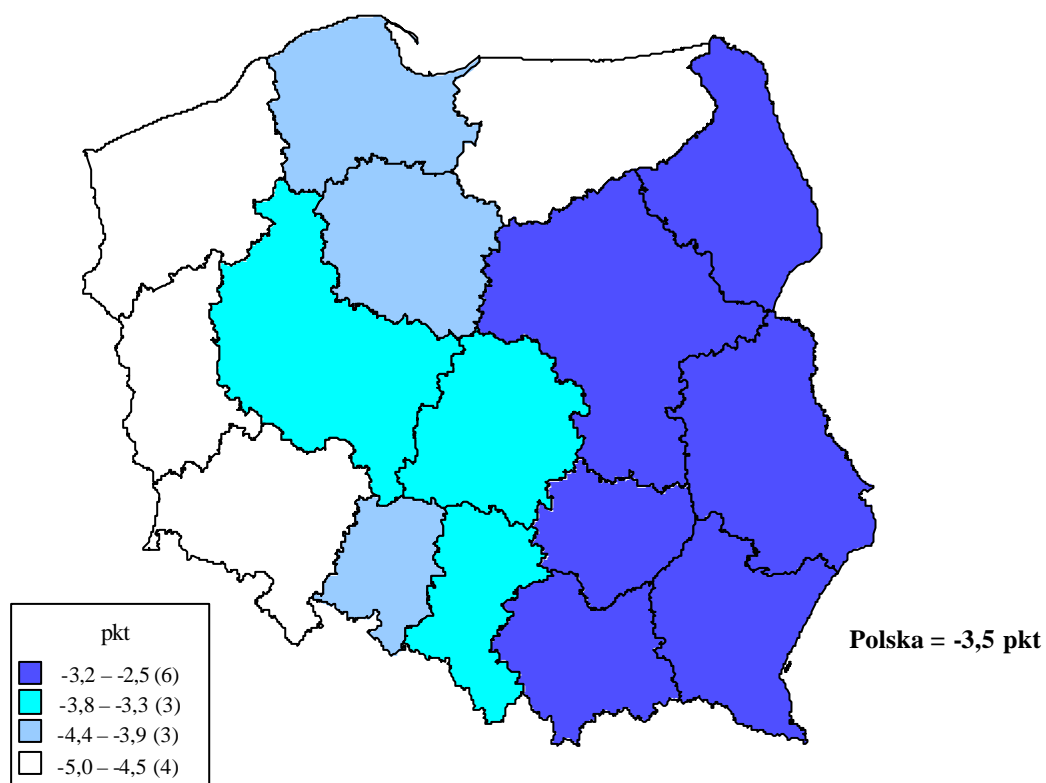 Polska = -3,5 pkt
pkt
-3,2 – -2,5 (6)
-3,8 – -3,3 (3)
-4,4 – -3,9 (3)
-5,0 – -4,5 (4)